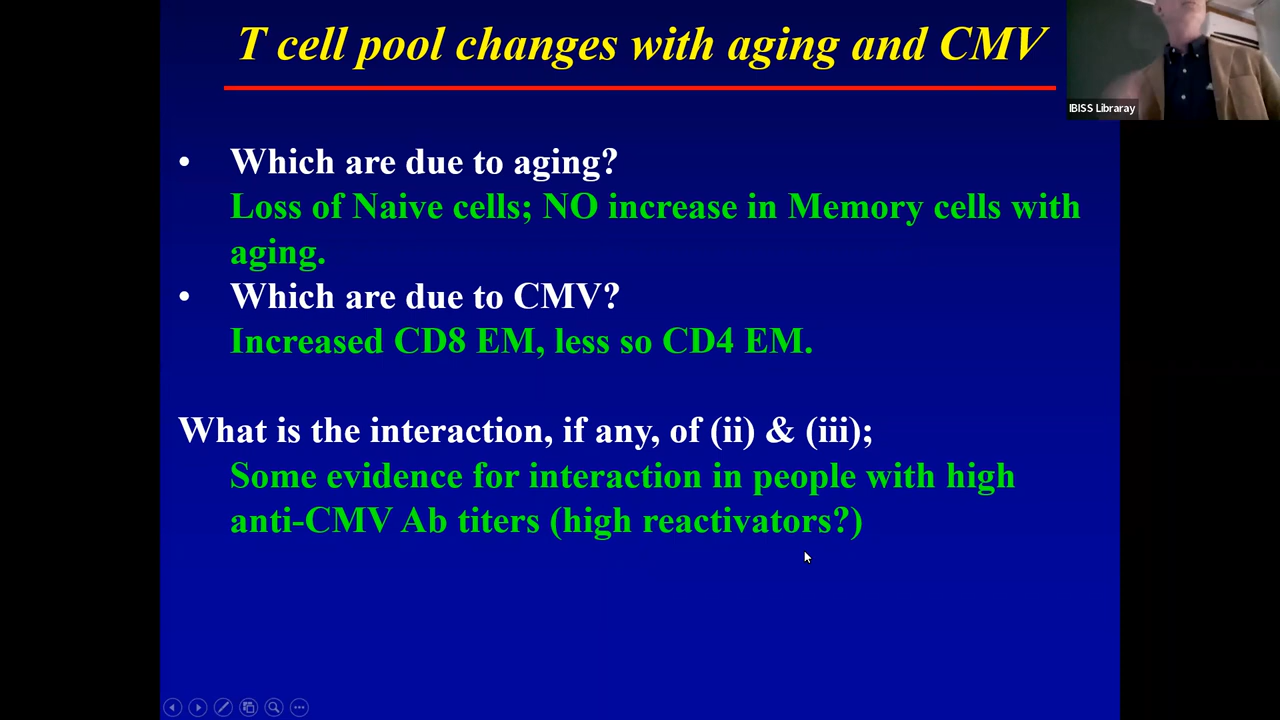 T cell pool changes with aging and CMV
IBISS Libraray
• Which are due to aging?
Loss of Naive cells; NO increase in Memory cells with
aging.
• Which are due to CMV?
Increased CD8 EM, less so CD4 EM.
What is the interaction, if any, of (ii) & (iii);
Some evidence for interaction in people with high
anti-CMV Ab titers (high reactivators?)